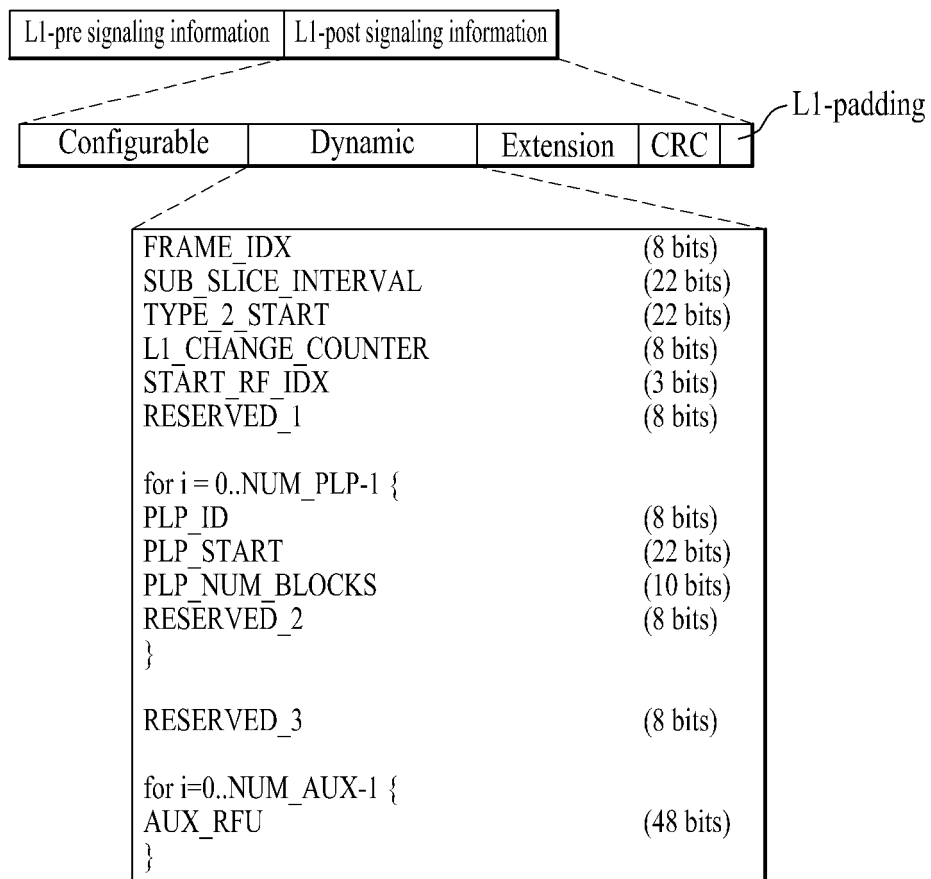 L1-pre signaling information L1-post signaling information
L1-padding
Configurable Dynamic Extension CRC
FRAME_IDX (8 bits)
SUB_SLICE_INTERVAL (22 bits)
TYPE_2_START (22 bits)
L1_CHANGE_COUNTER (8 bits)
START_RF_IDX (3 bits)
RESERVED_1 (8 bits)
for i = 0..NUM_PLP-1 {
PLP_ID (8 bits)
PLP_START (22 bits)
PLP_NUM_BLOCKS (10 bits)
RESERVED_2 (8 bits)
}
RESERVED_3 (8 bits)
for i=0..NUM_AUX-1 {
AUX_RFU (48 bits)
}